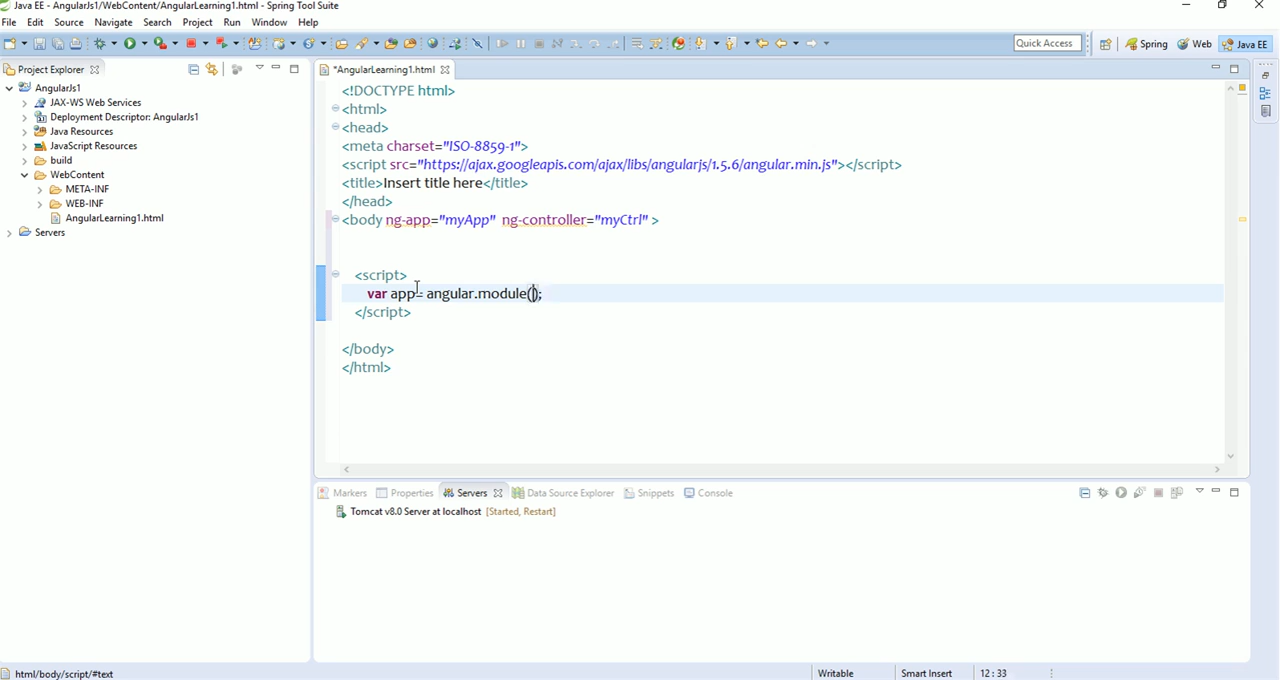 Java EE - AngularJs1/WebContent/AngularLearning1.html - Spring Tool Suite
File Edit Source Navigate Search Project Run Window Help
Quick Access Spring Web Java EE
Project Explorer
AngularJs1
JAX-WS Web Services
Deployment Descriptor: AngularJs1
Java Resources
JavaScript Resources
build
WebContent
META-INF
WEB-INF
AngularLearning1.html
Servers
*AngularLearning1.html
<!DOCTYPE html>
<html>
<head>
<meta charset="ISO-8859-1">
<script src="https://ajax.googleapis.com/ajax/libs/angularjs/1.5.6/angular.min.js"></script>
<title>Insert title here</title>
</head>
<body ng-app="myApp" ng-controller="myCtrl" >
<script>
var app= angular.module();
</script>
</body>
</html>
Markers Properties Servers Data Source Explorer Snippets Console
Tomcat v8.0 Server at localhost [Started, Restart]
html/body/script/#text Writable Smart Insert 12 : 33